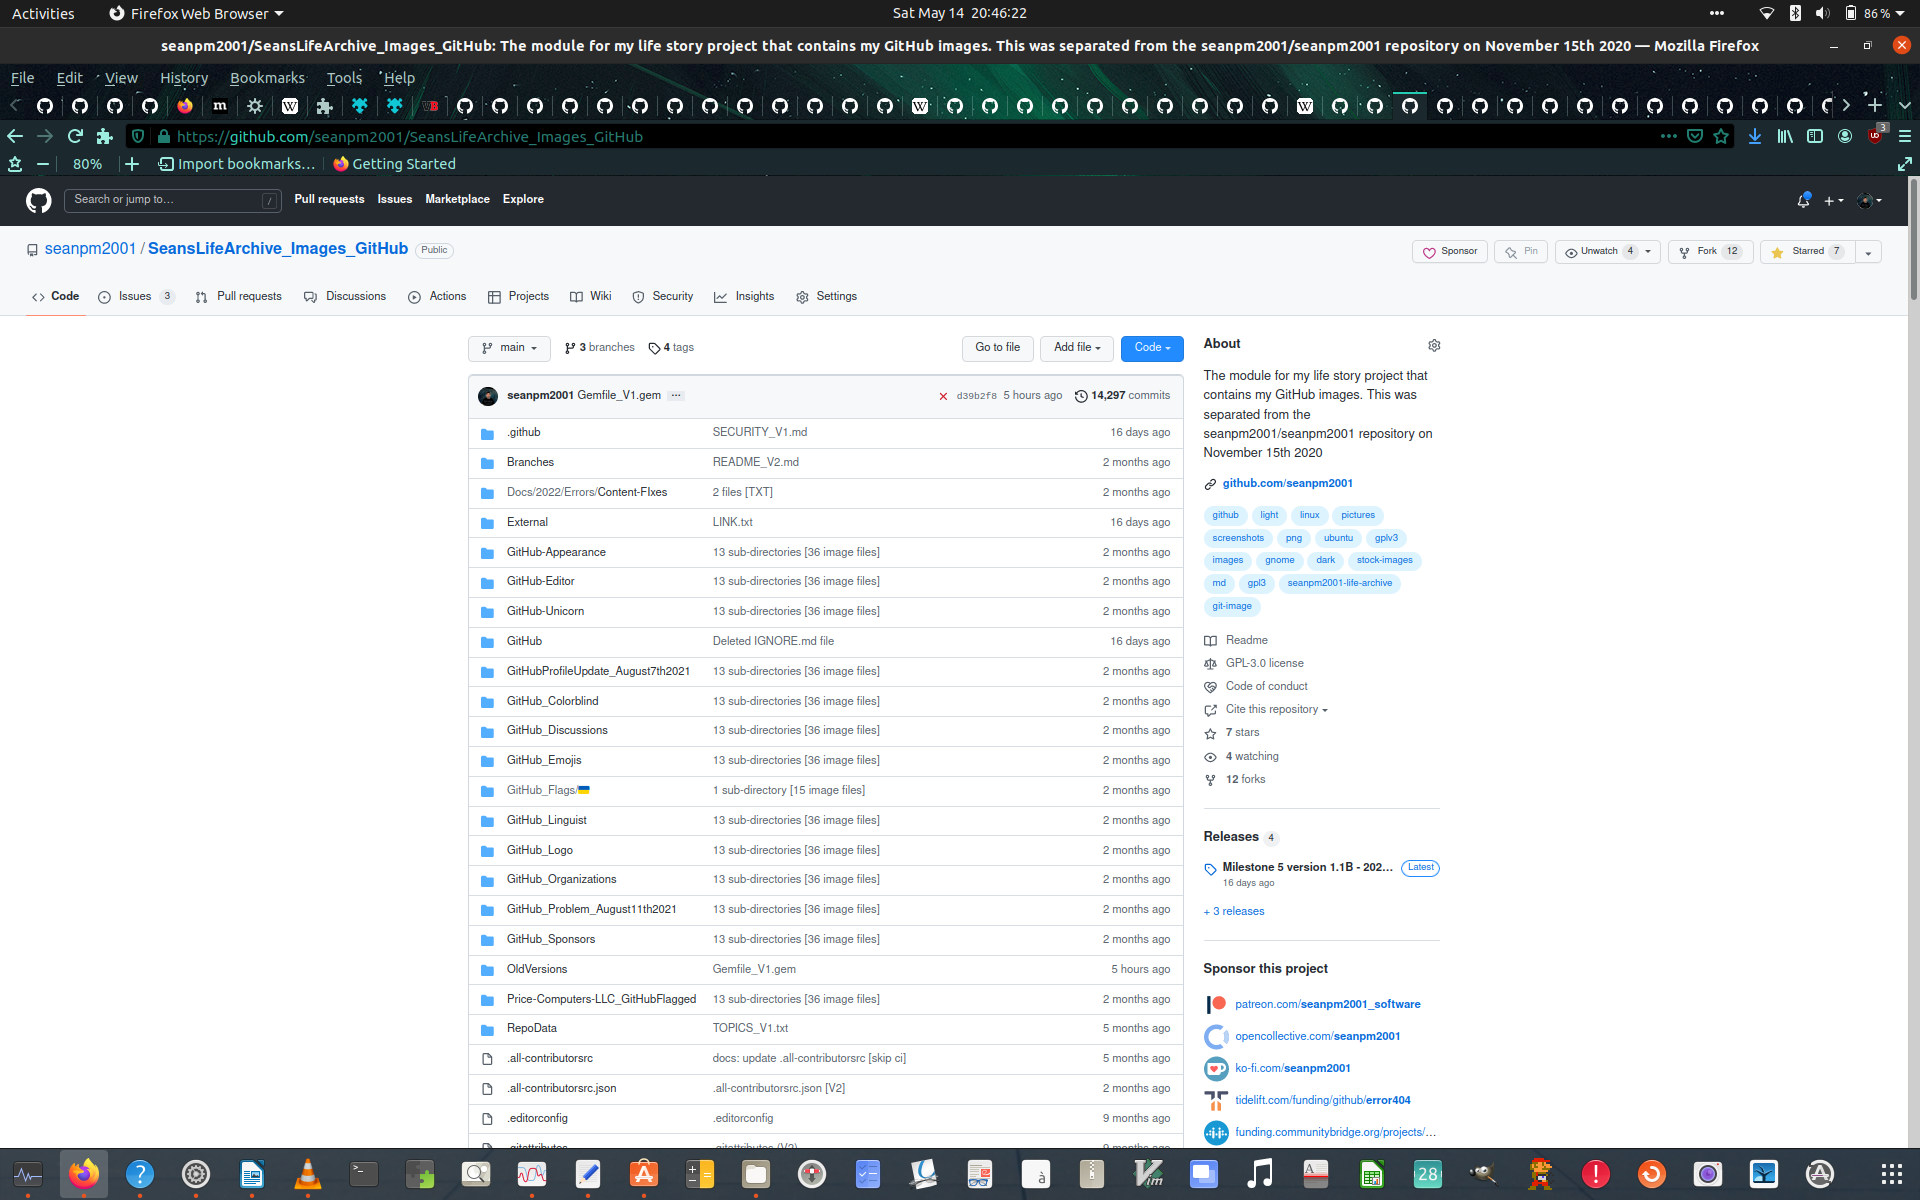 Activities
Firefox Web Browser
Sat May 14  20:46:22
86 %
seanpm2001/SeansLifeArchive_Images_GitHub: The module for my life story project that contains my GitHub images. This was separated from the seanpm2001/seanpm2001 repository on November 15th 2020 — Mozilla Firefox
File Edit View History Bookmarks Tools Help
https://github.com/seanpm2001/SeansLifeArchive_Images_GitHub
3
80% Import bookmarks... Getting Started
Search or jump to... / Pull requests Issues Marketplace Explore
seanpm2001 / SeansLifeArchive_Images_GitHub Public
Sponsor Pin Unwatch 4 Fork 12 Starred 7
Code Issues 3 Pull requests Discussions Actions Projects Wiki Security Insights Settings
main 3 branches 4 tags Go to file Add file Code
seanpm2001 Gemfile_V1.gem ... d39b2f8 5 hours ago 14,297 commits
.github SECURITY_V1.md 16 days ago
Branches README_V2.md 2 months ago
Docs/2022/Errors/Content-FIxes 2 files [TXT] 2 months ago
External LINK.txt 16 days ago
GitHub-Appearance 13 sub-directories [36 image files] 2 months ago
GitHub-Editor 13 sub-directories [36 image files] 2 months ago
GitHub-Unicorn 13 sub-directories [36 image files] 2 months ago
GitHub Deleted IGNORE.md file 16 days ago
GitHubProfileUpdate_August7th2021 13 sub-directories [36 image files] 2 months ago
GitHub_Colorblind 13 sub-directories [36 image files] 2 months ago
GitHub_Discussions 13 sub-directories [36 image files] 2 months ago
GitHub_Emojis 13 sub-directories [36 image files] 2 months ago
GitHub_Flags/🇺🇦 1 sub-directory [15 image files] 2 months ago
GitHub_Linguist 13 sub-directories [36 image files] 2 months ago
GitHub_Logo 13 sub-directories [36 image files] 2 months ago
GitHub_Organizations 13 sub-directories [36 image files] 2 months ago
GitHub_Problem_August11th2021 13 sub-directories [36 image files] 2 months ago
GitHub_Sponsors 13 sub-directories [36 image files] 2 months ago
OldVersions Gemfile_V1.gem 5 hours ago
Price-Computers-LLC_GitHubFlagged 13 sub-directories [36 image files] 2 months ago
RepoData TOPICS_V1.txt 5 months ago
.all-contributorsrc docs: update .all-contributorsrc [skip ci] 5 months ago
.all-contributorsrc.json .all-contributorsrc.json [V2] 2 months ago
.editorconfig .editorconfig 9 months ago
.gitattributes .gitattributes (V2) 9 months ago
About
The module for my life story project that
contains my GitHub images. This was
separated from the
seanpm2001/seanpm2001 repository on
November 15th 2020
github.com/seanpm2001
github light linux pictures
screenshots png ubuntu gplv3
images gnome dark stock-images
md gpl3 seanpm2001-life-archive
git-image
Readme
GPL-3.0 license
Code of conduct
Cite this repository
7 stars
4 watching
12 forks
Releases 4
Milestone 5 version 1.1B - 202... Latest
16 days ago
+ 3 releases
Sponsor this project
patreon.com/seanpm2001_software
opencollective.com/seanpm2001
ko-fi.com/seanpm2001
tidelift.com/funding/github/error404
funding.communitybridge.org/projects/...
28